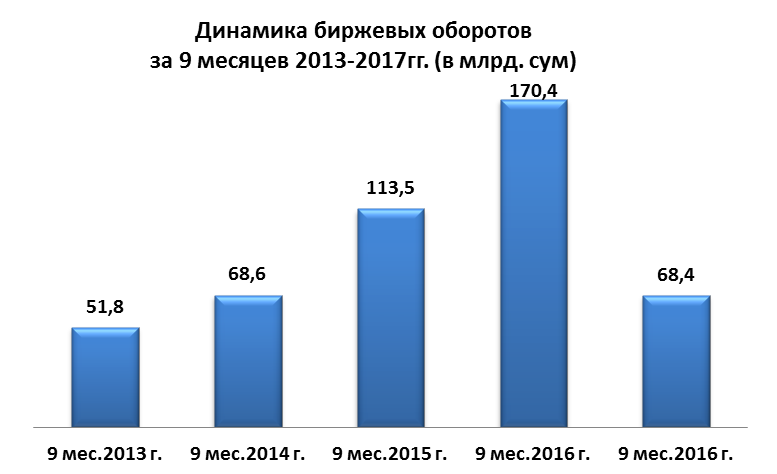 Динамика биржевых оборотов
за 9 месяцев 2013-2017гг. (в млрд. сум)
170,4
113,5
68,6
68,4
51,8
9 мес.2013 г.
9 мес.2014 г.
9 мес.2015 г.
9 мес.2016 г.
9 мес.2016 г.